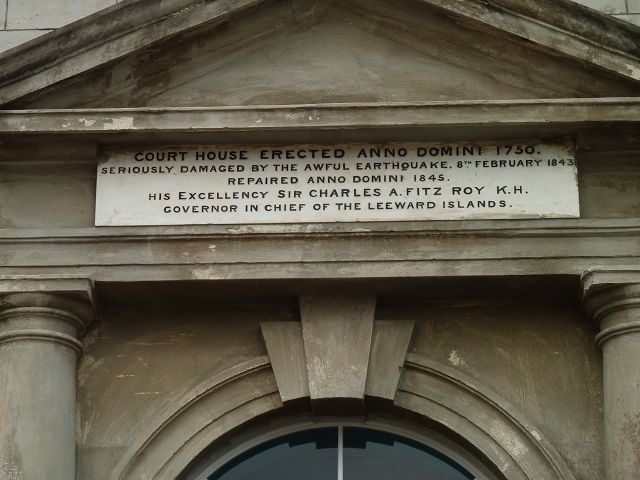 COURT HOUSE ERECTED ANNO DOMINI 1750.
SERIOUSLY DAMAGED BY THE AWFUL EARTHQUAKE. 8TH FEBRUARY 1843
REPAIRED ANNO DOMINI 1845.
HIS EXCELLENCY SIR CHARLES A. FITZ ROY K.H.
GOVERNOR IN CHIEF OF THE LEEWARD ISLANDS.